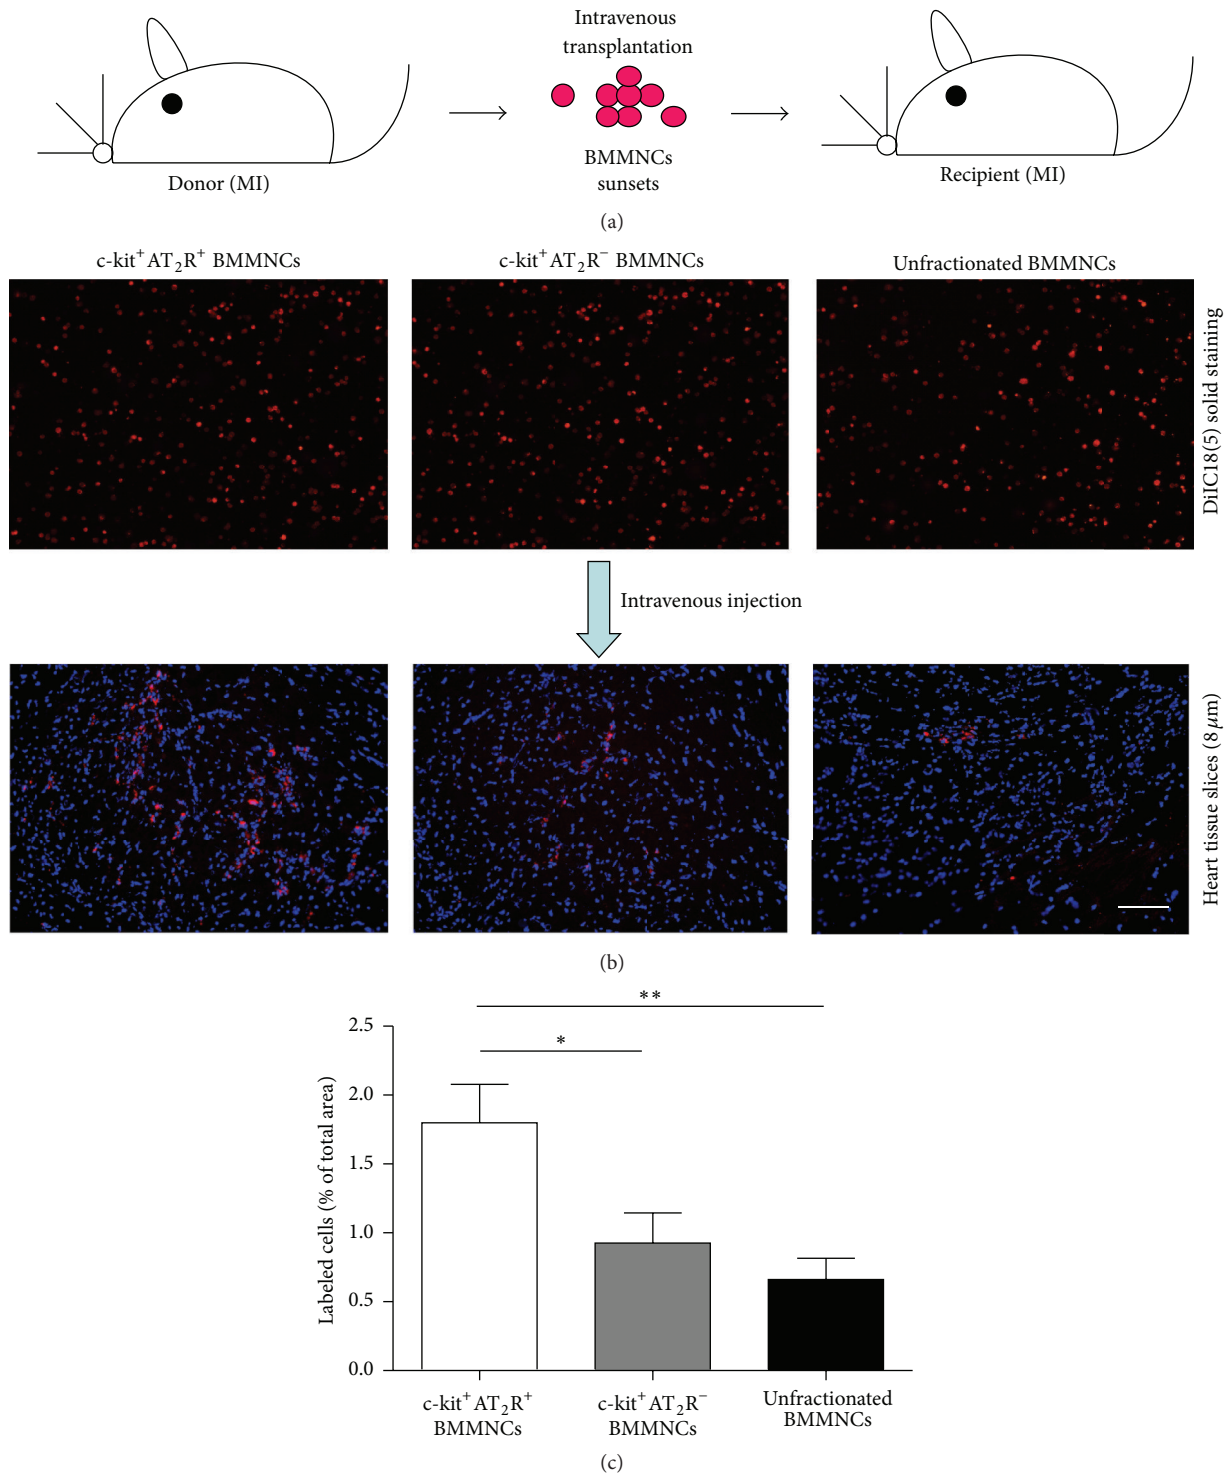 Intravenous
transplantation
BMMNCs
sunsets
Donor (MI)
Recipient (MI)
(a)
c-kit⁺AT₂R⁺ BMMNCs
c-kit⁺AT₂R⁻ BMMNCs
Unfractionated BMMNCs
DiIC18(5) solid staining
Intravenous injection
Heart tissue slices (8 μm)
(b)
**
*
Labeled cells (% of total area)
2.5
2.0
1.5
1.0
0.5
0.0
c-kit⁺AT₂R⁺
BMMNCs
c-kit⁺AT₂R⁻
BMMNCs
Unfractionated
BMMNCs
(c)